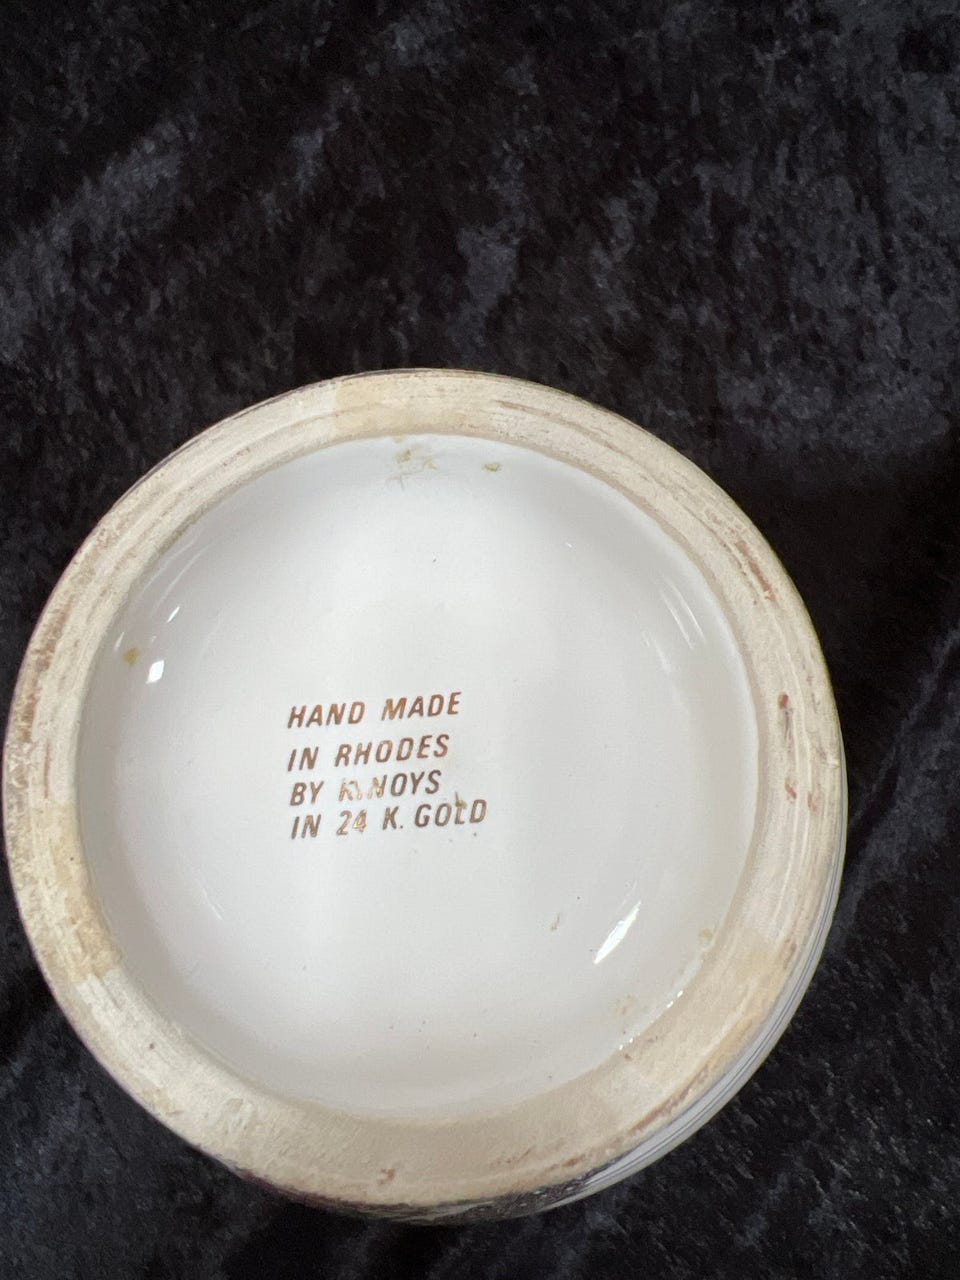 HAND MADE
IN RHODES
BY
IN 24 K. GOLD